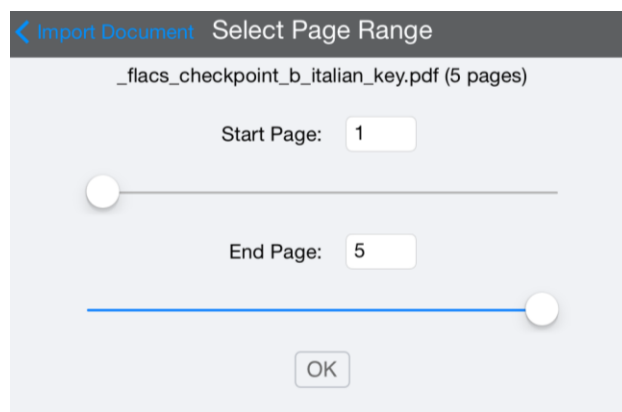 Import Document Select Page Range
_flacs_checkpoint_b_italian_key.pdf (5 pages)
Start Page: 1
End Page: 5
OK